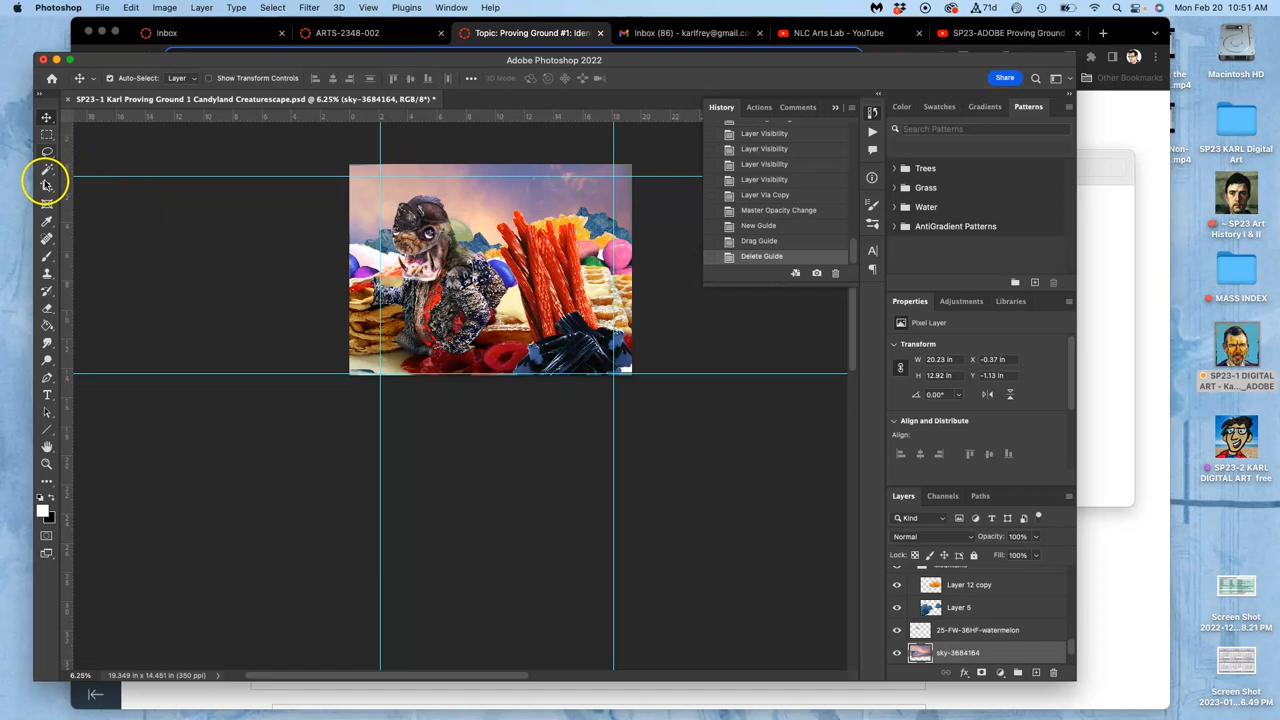 Photoshop File Edit Image Layer Type Select Filter 3D View Plugins Window Help 71d Mon Feb 20 10:51 AM
Inbox ARTS-2348-002 Topic: Proving Ground #1: Iden Inbox (86) - karlfrey@gmail.co NLC Arts Lab - YouTube SP23-ADOBE Proving Ground
Adobe Photoshop 2022
Auto-Select: Layer Show Transform Controls 3D Mode: Share
Other Bookmarks
SP23-1 Karl Proving Ground 1 Candyland Creaturescape.psd @ 6.25% (sky-3684164, RGB/8*) *
History Actions Comments
Layer Visibility
Layer Visibility
Layer Visibility
Layer Visibility
Layer Via Copy
Master Opacity Change
New Guide
Drag Guide
Delete Guide
Color Swatches Gradients Patterns
Search Patterns
Trees
Grass
Water
AntiGradient Patterns
Properties Adjustments Libraries
Pixel Layer
Transform
W 20.23 in X -0.37 in
H 12.92 in Y -1.13 in
0.00°
Align and Distribute
Align:
Layers Channels Paths
Kind
Normal Opacity: 100%
Lock: Fill: 100%
Layer 12 copy
Layer 5
25-FW-36HF-watermelon
sky-3684164
6.25% 19.349 in x 14.451 in (350 ppi)
Macintosh HD
SP23 KARL Digital
Art
~ SP23 Art
History I & II
MASS INDEX
SP23-1 DIGITAL
ART - Ka..._ADOBE
SP23-2 KARL
DIGITAL ART free
Screen Shot
2022-12...8.21 PM
Screen Shot
2023-01...6.49 PM